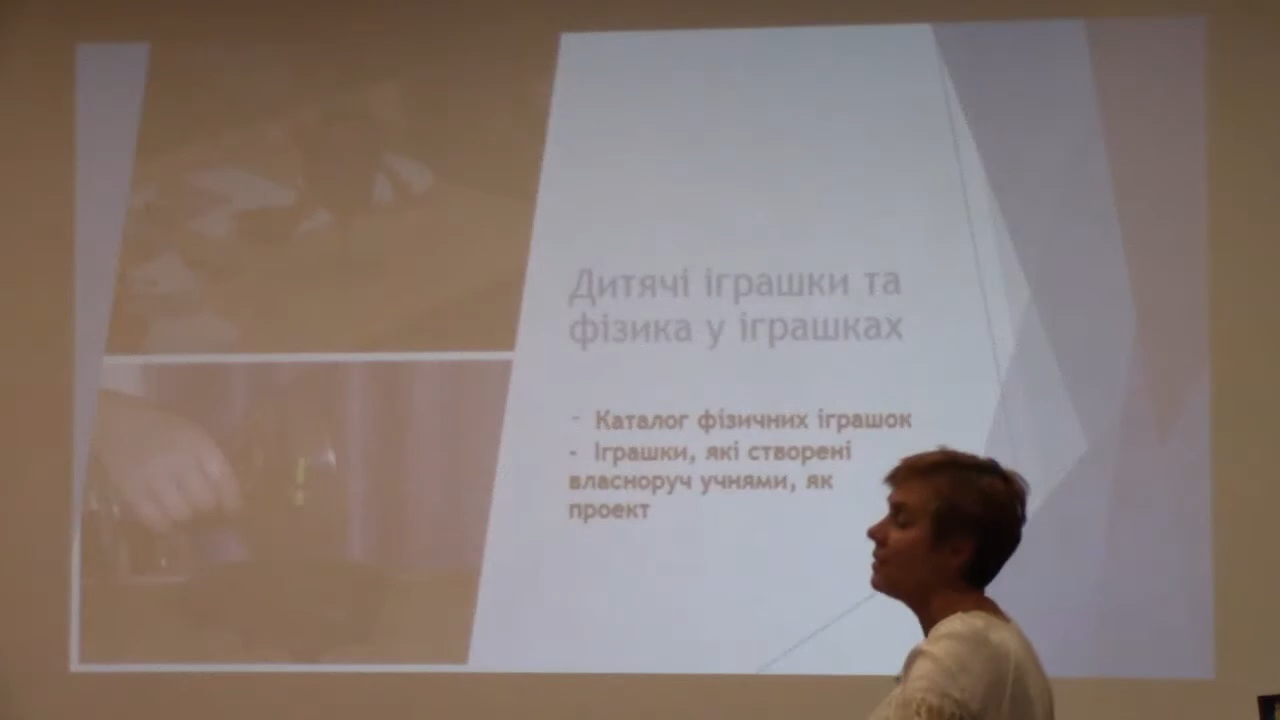 Дитячі іграшки та
фізика у іграшках
- Каталог фізичних іграшок
- Іграшки, які створені
власноруч учнями, як
проект